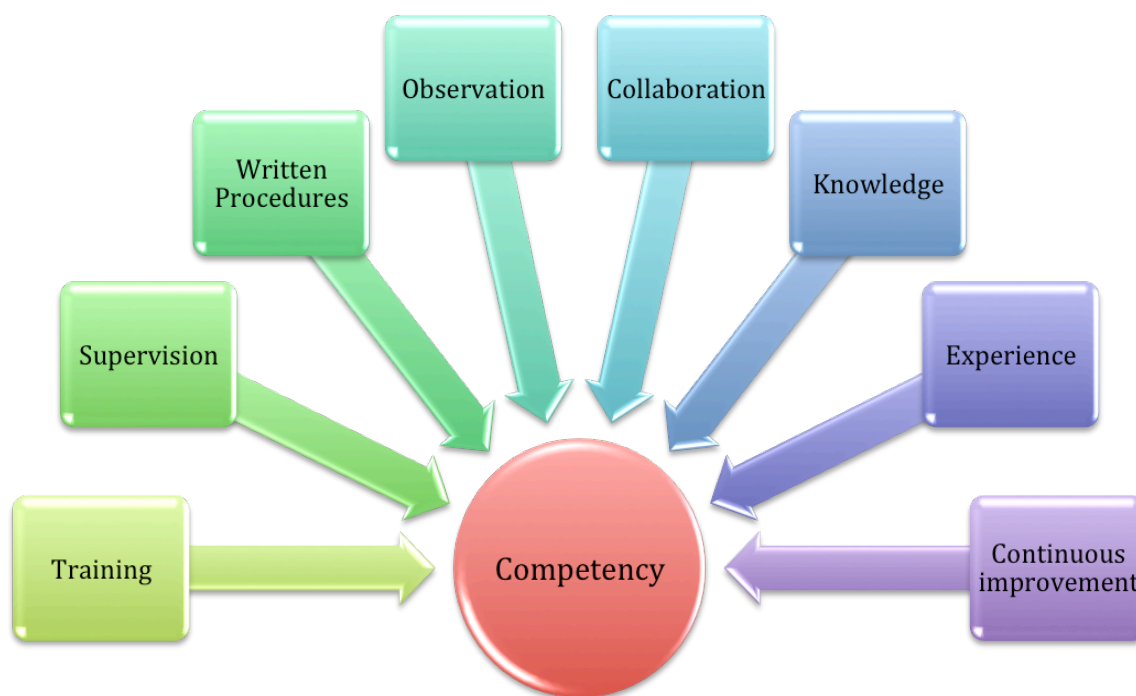 Observation
Collaboration
Written
Procedures
Knowledge
Supervision
Experience
Training
Competency
Continuous
improvement